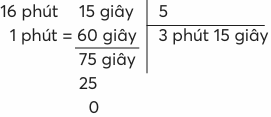 16 phút 15 giây 5
1 phút = 60 giây 3 phút 15 giây
75 giây
25
0